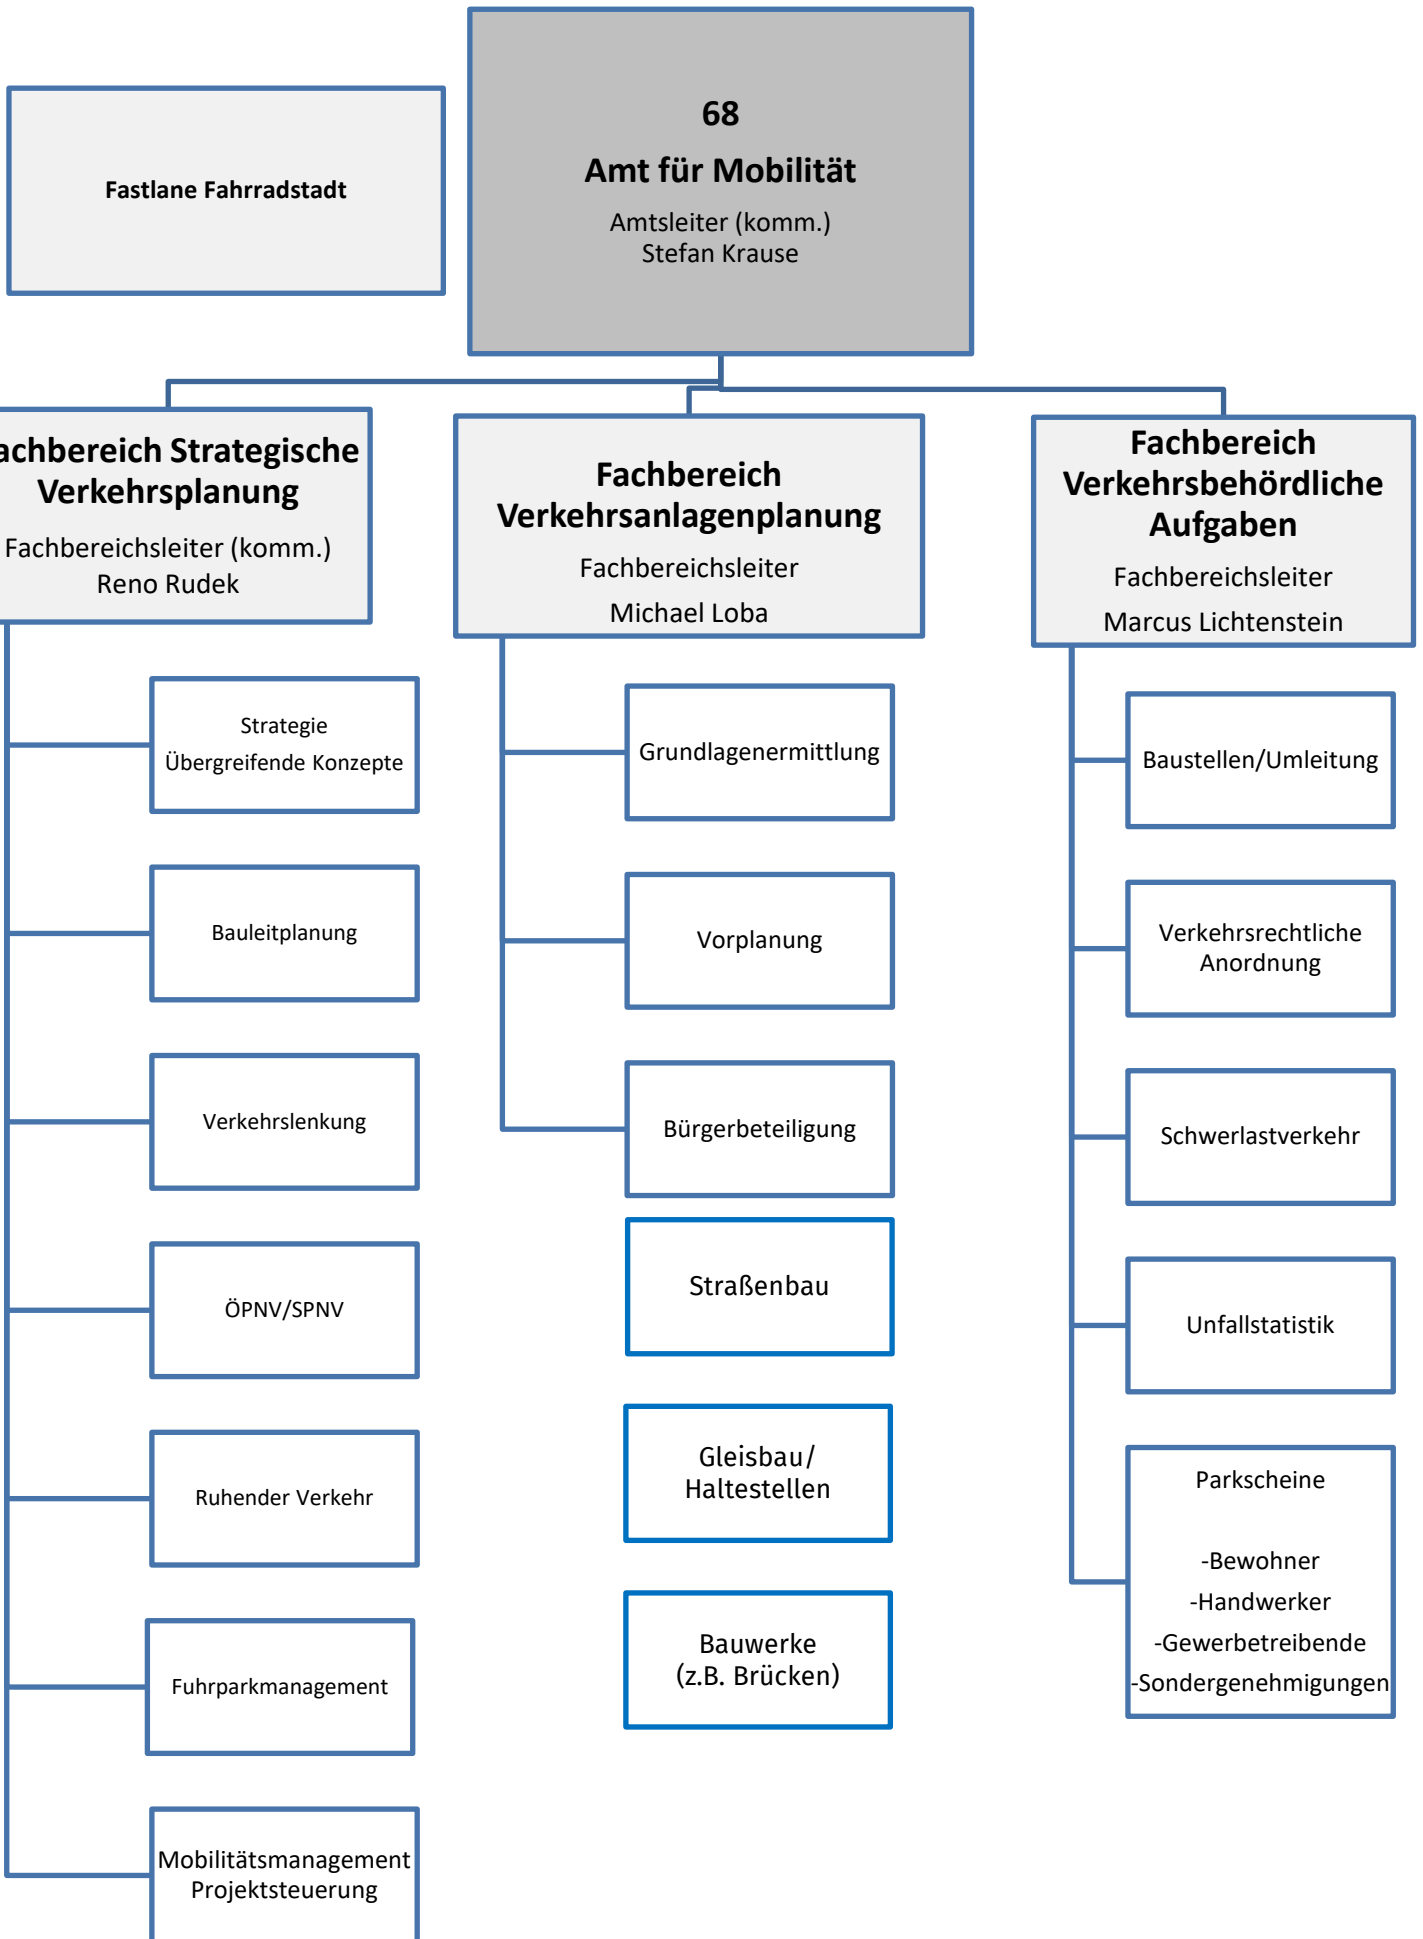 Fastlane Fahrradstadt
68
Amt für Mobilität
Amtsleiter (komm.)
Stefan Krause
achbereich Strategische
Verkehrsplanung
Fachbereichsleiter (komm.)
Reno Rudek
Strategie
Übergreifende Konzepte
Bauleitplanung
Verkehrslenkung
ÖPNV/SPNV
Ruhender Verkehr
Fuhrparkmanagement
Mobilitätsmanagement
Projektsteuerung
Fachbereich
Verkehrsanlagenplanung
Fachbereichsleiter
Michael Loba
Grundlagenermittlung
Vorplanung
Bürgerbeteiligung
Straßenbau
Gleisbau/
Haltestellen
Bauwerke
(z.B. Brücken)
Fachbereich
Verkehrsbehördliche
Aufgaben
Fachbereichsleiter
Marcus Lichtenstein
Baustellen/Umleitung
Verkehrsrechtliche
Anordnung
Schwerlastverkehr
Unfallstatistik
Parkscheine
-Bewohner
-Handwerker
-Gewerbetreibende
-Sondergenehmigungen